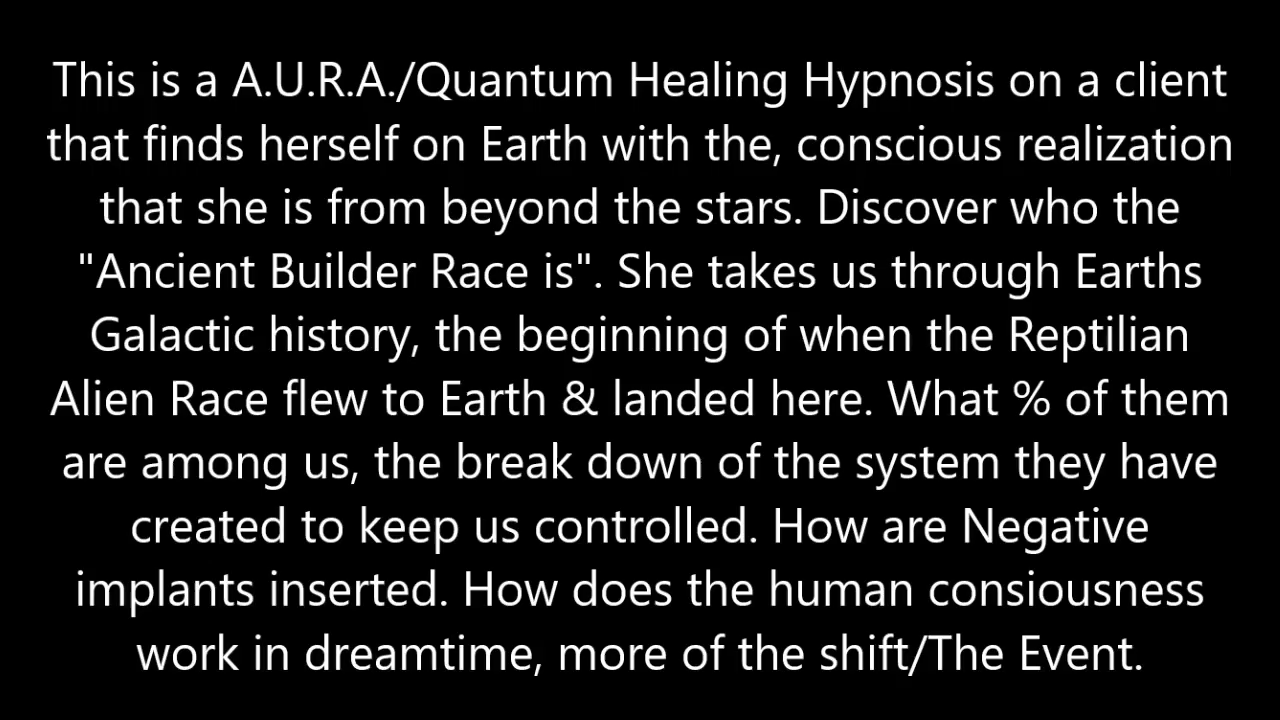 This is a A.U.R.A./Quantum Healing Hypnosis on a client
that finds herself on Earth with the, conscious realization
that she is from beyond the stars. Discover who the
"Ancient Builder Race is". She takes us through Earths
Galactic history, the beginning of when the Reptilian
Alien Race flew to Earth & landed here. What % of them
are among us, the break down of the system they have
created to keep us controlled. How are Negative
implants inserted. How does the human consiousness
work in dreamtime, more of the shift/The Event.